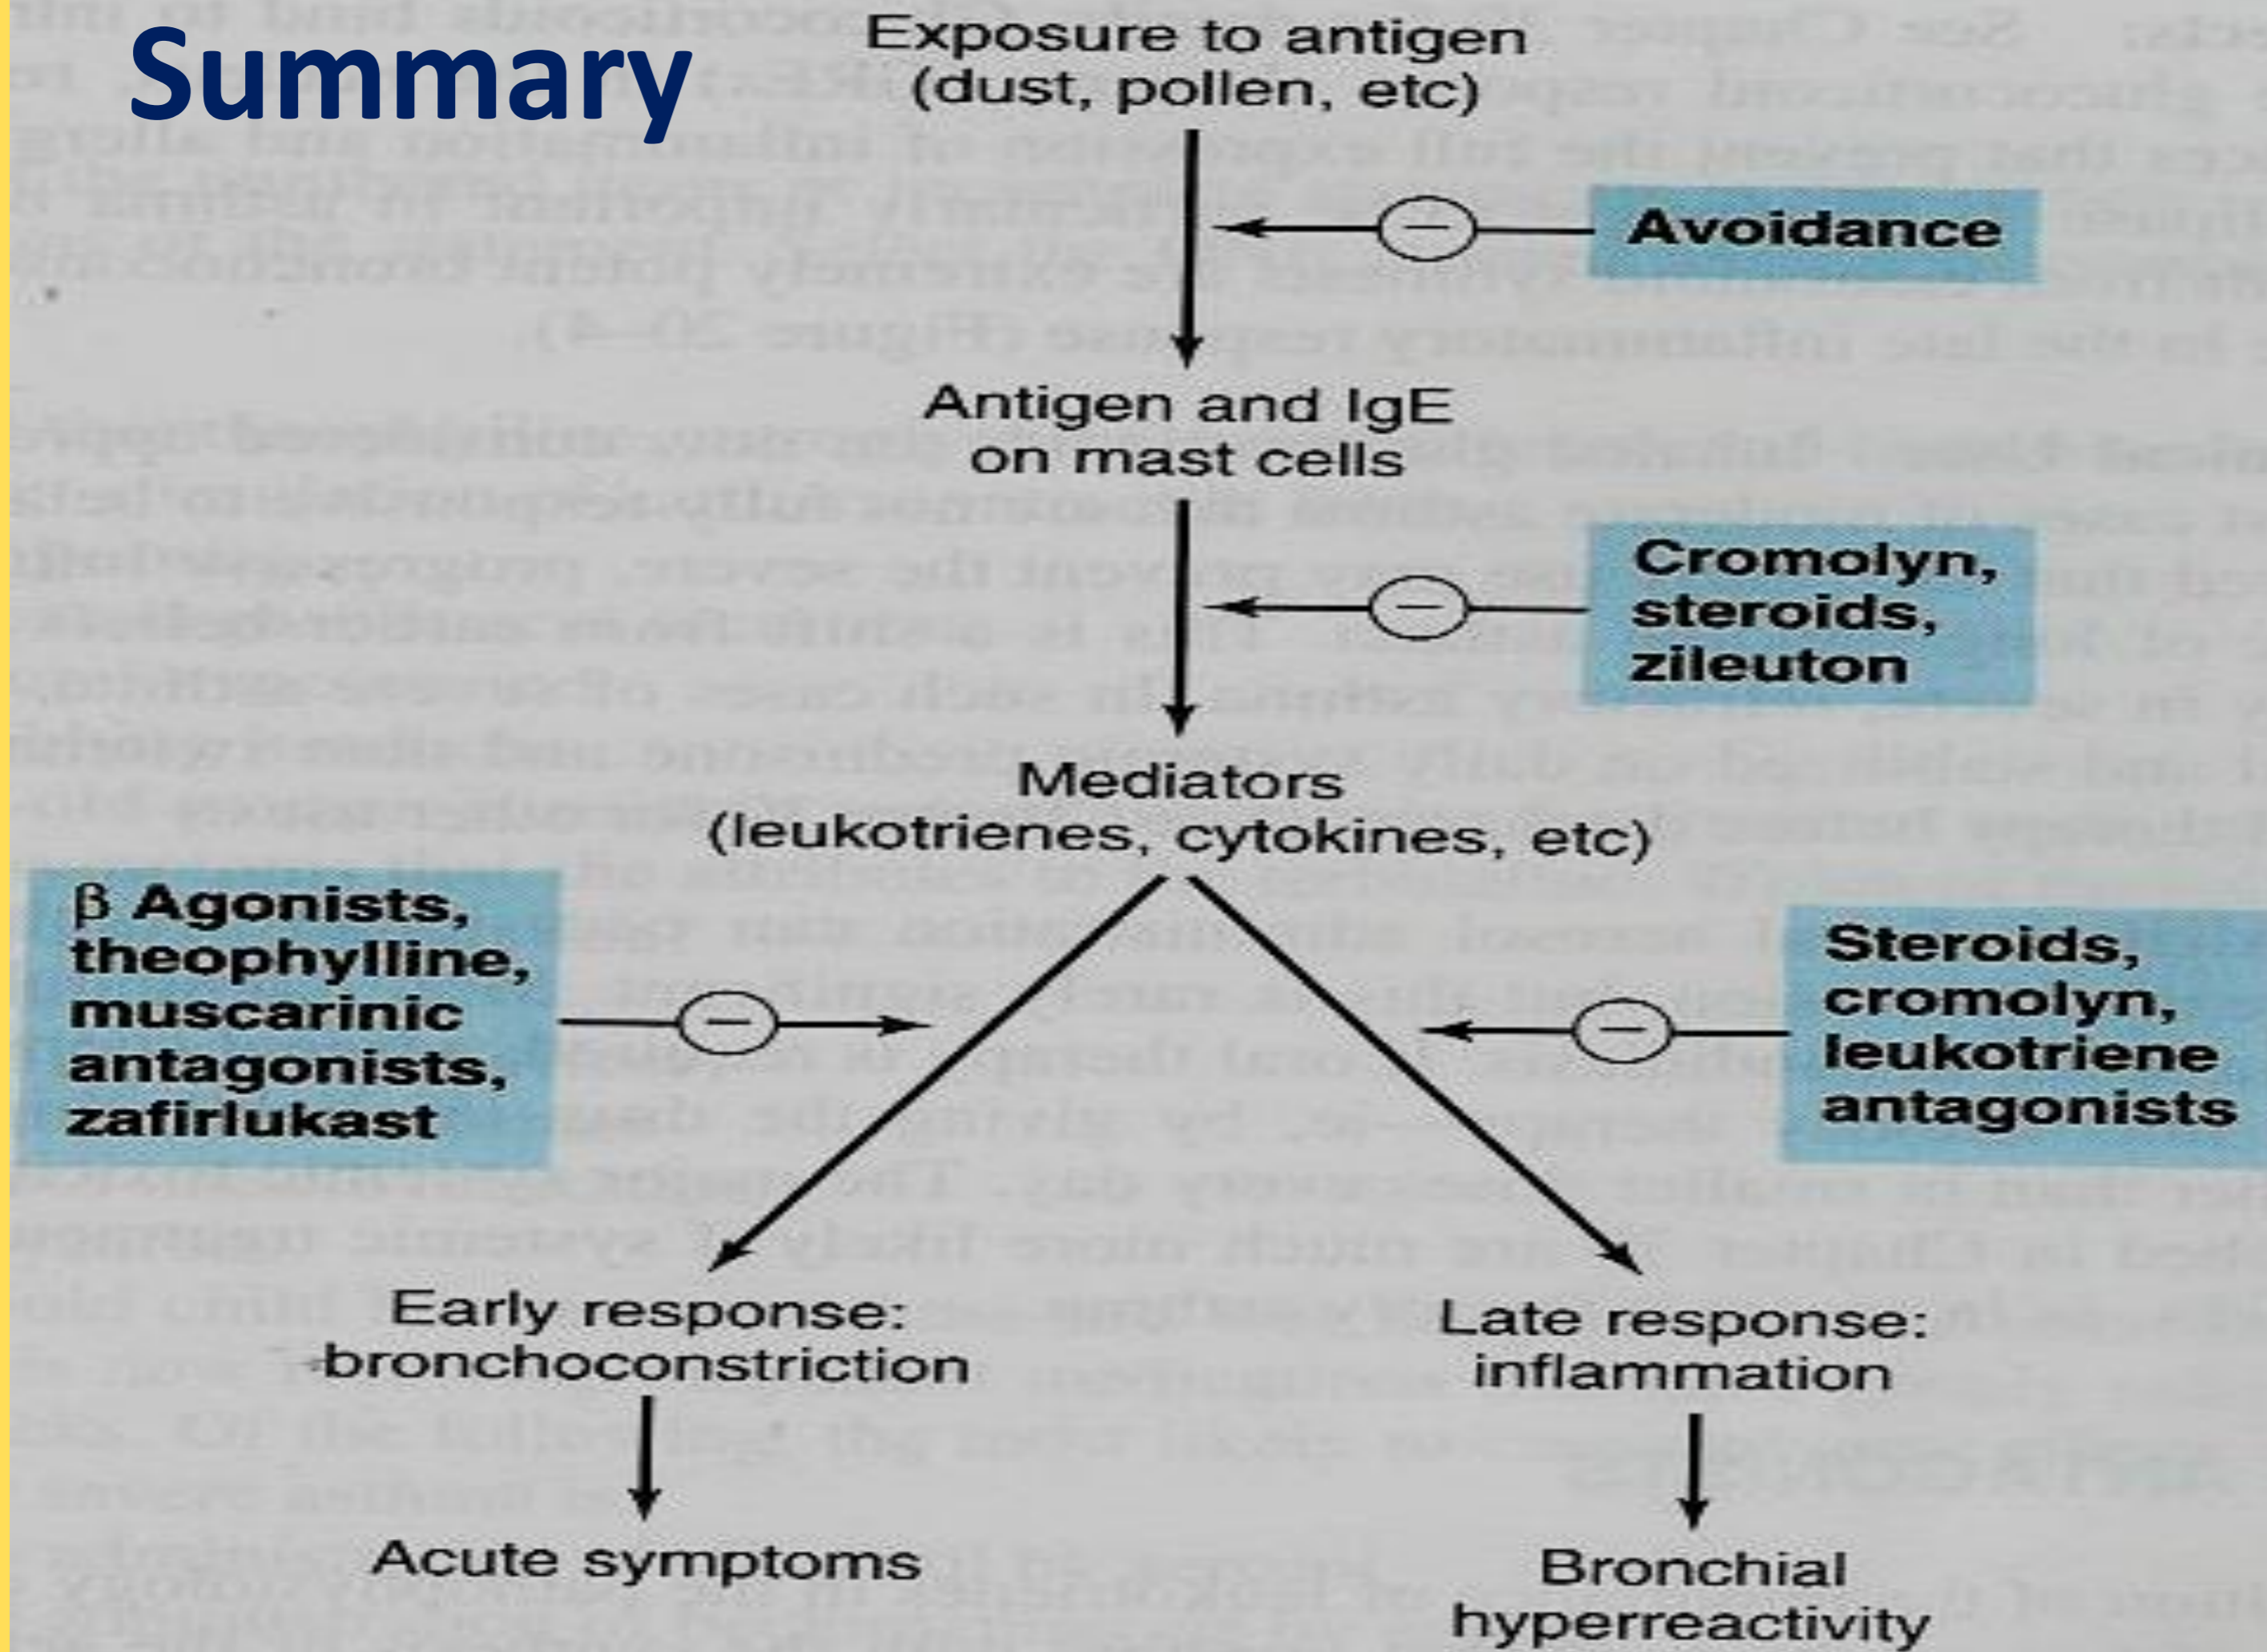 Summary
Exposure to antigen
(dust, pollen, etc)
Avoidance
Antigen and IgE
on mast cells
Cromolyn,
steroids,
zileuton
Mediators
(leukotrienes, cytokines, etc)
β Agonists,
theophylline,
muscarinic
antagonists,
zafirlukast
Steroids,
cromolyn,
leukotriene
antagonists
Early response:
bronchoconstriction
Late response:
inflammation
Acute symptoms
Bronchial
hyperreactivity